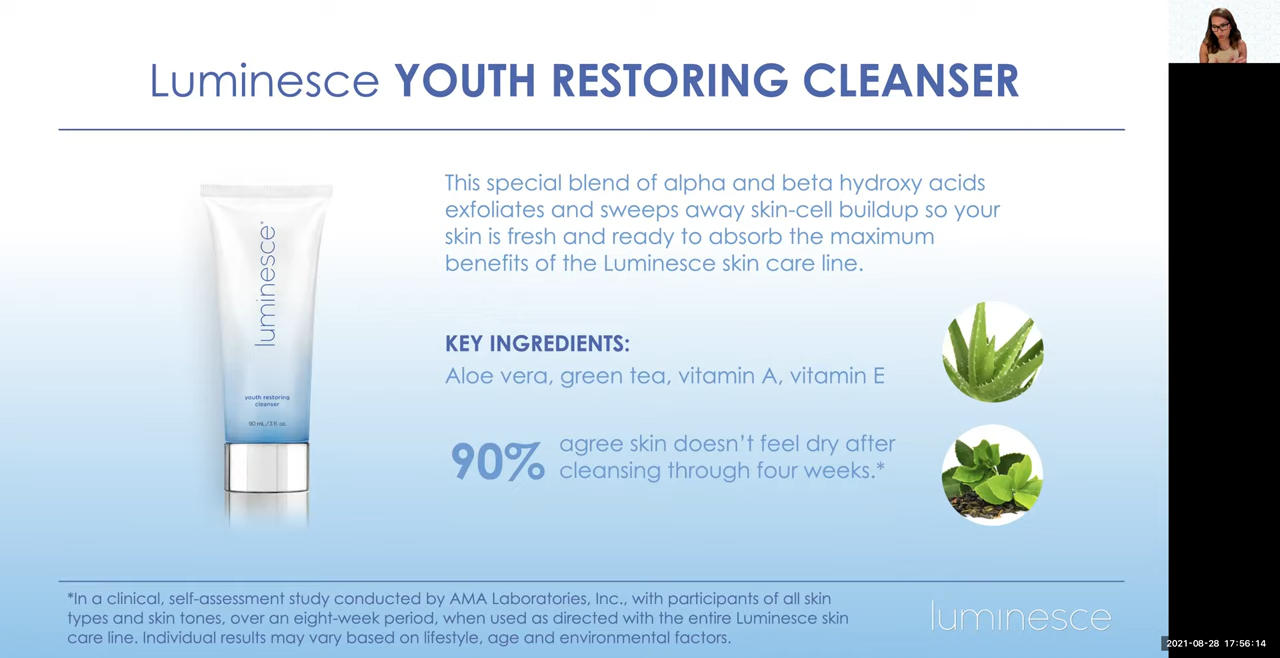 Luminesce YOUTH RESTORING CLEANSER
luminesce®
youth restoring
cleanser
90 mL / 3 fl oz.
This special blend of alpha and beta hydroxy acids
exfoliates and sweeps away skin-cell buildup so your
skin is fresh and ready to absorb the maximum
benefits of the Luminesce skin care line.
KEY INGREDIENTS:
Aloe vera, green tea, vitamin A, vitamin E
90% agree skin doesn’t feel dry after
cleansing through four weeks.*
*In a clinical, self-assessment study conducted by AMA Laboratories, Inc., with participants of all skin
types and skin tones, over an eight-week period, when used as directed with the entire Luminesce skin
care line. Individual results may vary based on lifestyle, age and environmental factors.
luminesce
2021-08-28 17:56:14